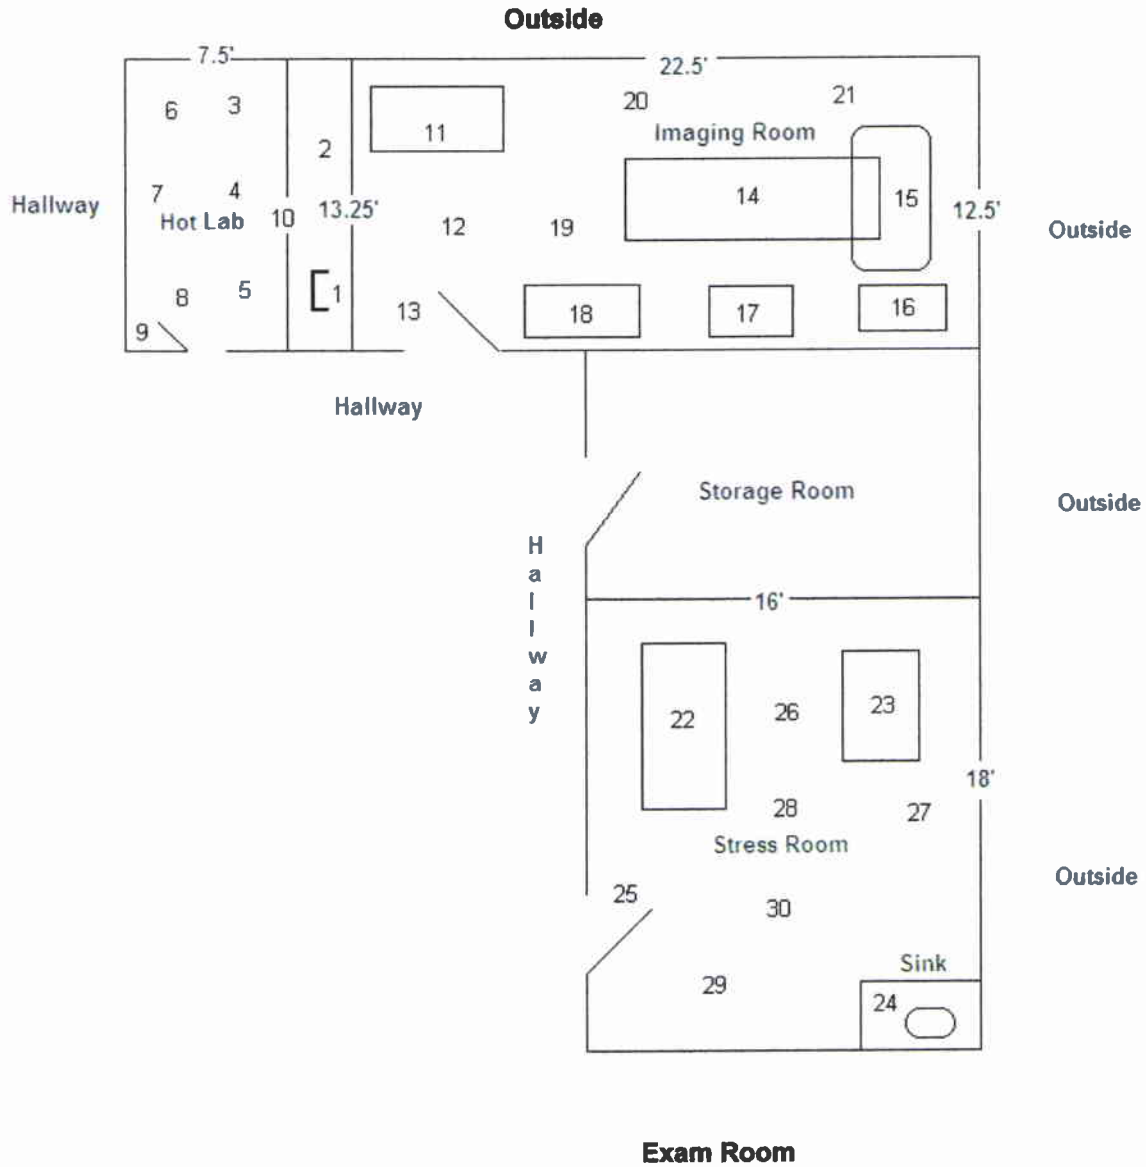 Outside
7.5'
22.5'
6
3
20
21
11
Imaging Room
2
7
4
14
15
Hallway
Hot Lab
10
13.25'
12
19
12.5'
Outside
8
5
1
13
18
17
16
9
Hallway
Storage Room
Outside
Hallway
16'
22
26
23
18'
28
27
Stress Room
Outside
25
30
Sink
29
24
Exam Room